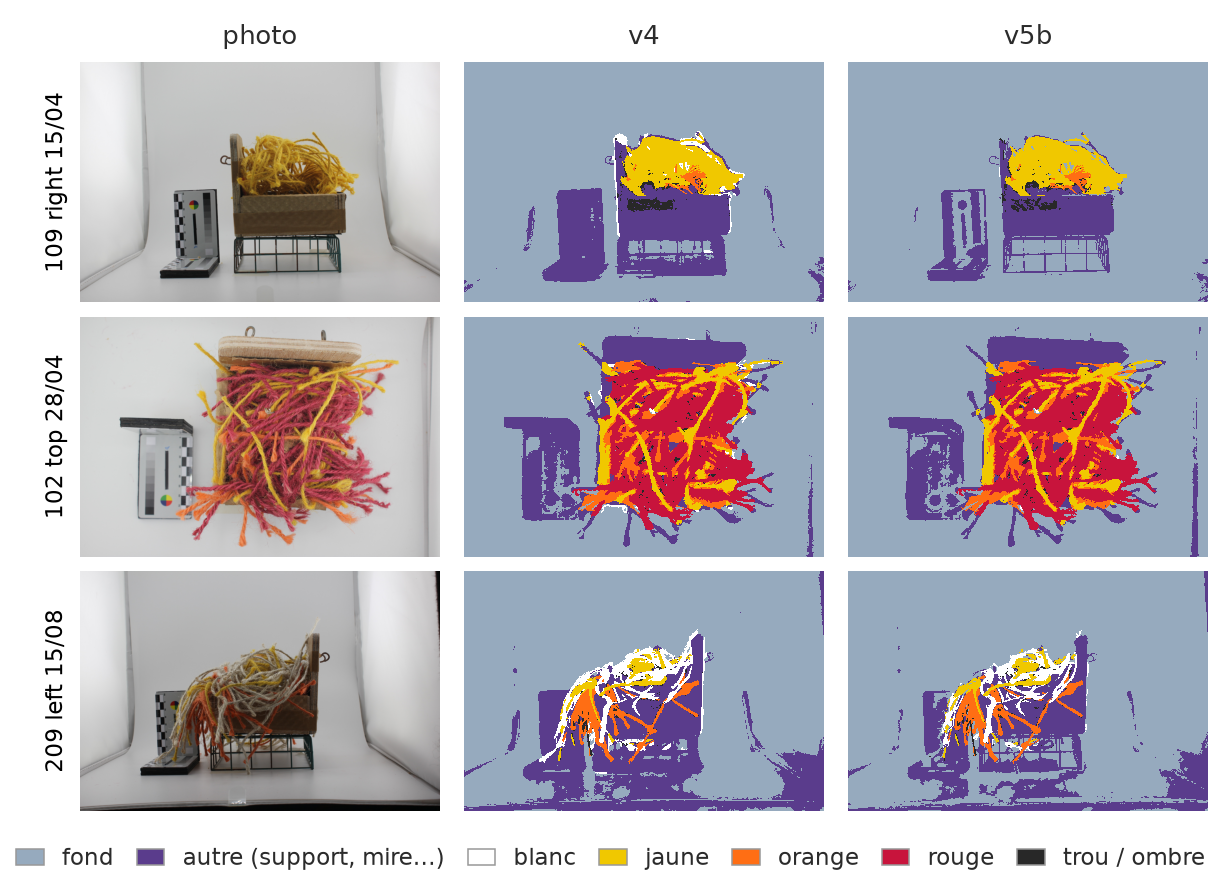 photo v4 v5b
109 right 15/04
102 top 28/04
209 left 15/08
fond autre (support, mire...) blanc jaune orange rouge trou / ombre